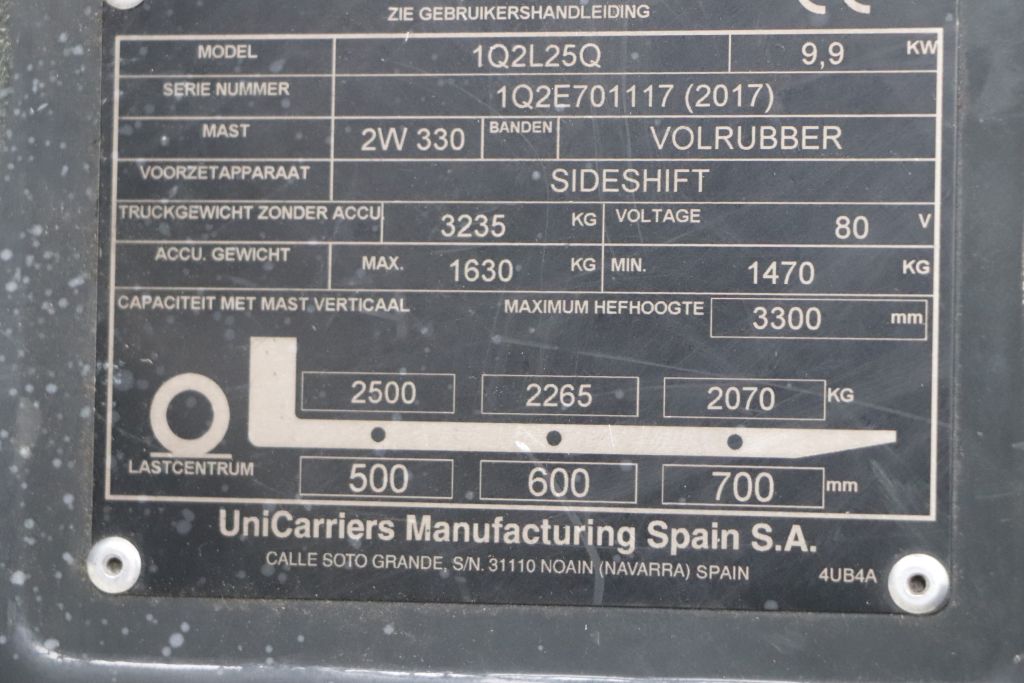 ZIE GEBRUIKERSHANDLEIDING
MODEL 1Q2L25Q 9,9 KW
SERIE NUMMER 1Q2E701117 (2017)
MAST 2W 330 BANDEN VOLRUBBER
VOORZETAPPARAAT SIDESHIFT
TRUCKGEWICHT ZONDER ACCU 3235 KG VOLTAGE 80 V
ACCU. GEWICHT MAX. 1630 KG MIN. 1470 KG
CAPACITEIT MET MAST VERTICAAL MAXIMUM HEFHOOGTE 3300 mm
2500 2265 2070 KG
LASTCENTRUM 500 600 700 mm
UniCarriers Manufacturing Spain S.A.
CALLE SOTO GRANDE, S/N. 31110 NOAIN (NAVARRA) SPAIN 4UB4A